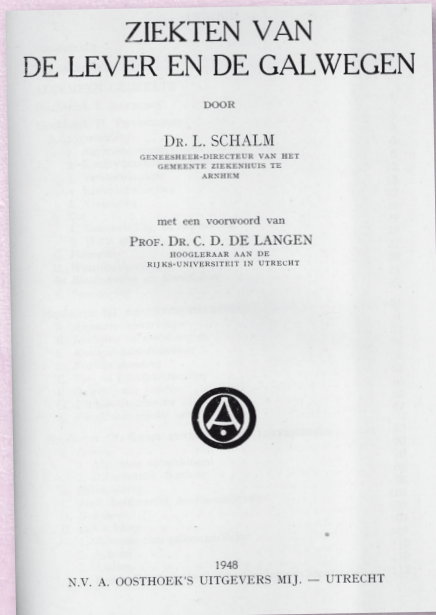 ZIEKTEN VAN
DE LEVER EN DE GALWEGEN
DOOR
DR. L. SCHALM
GENEESHEER-DIRECTEUR VAN HET
GEMEENTE ZIEKENHUIS TE
ARNHEM
met een voorwoord van
PROF. DR. C. D. DE LANGEN
HOOGLERAAR AAN DE
RIJKS-UNIVERSITEIT IN UTRECHT
1948
N.V. A. OOSTHOEK'S UITGEVERS MIJ. — UTRECHT